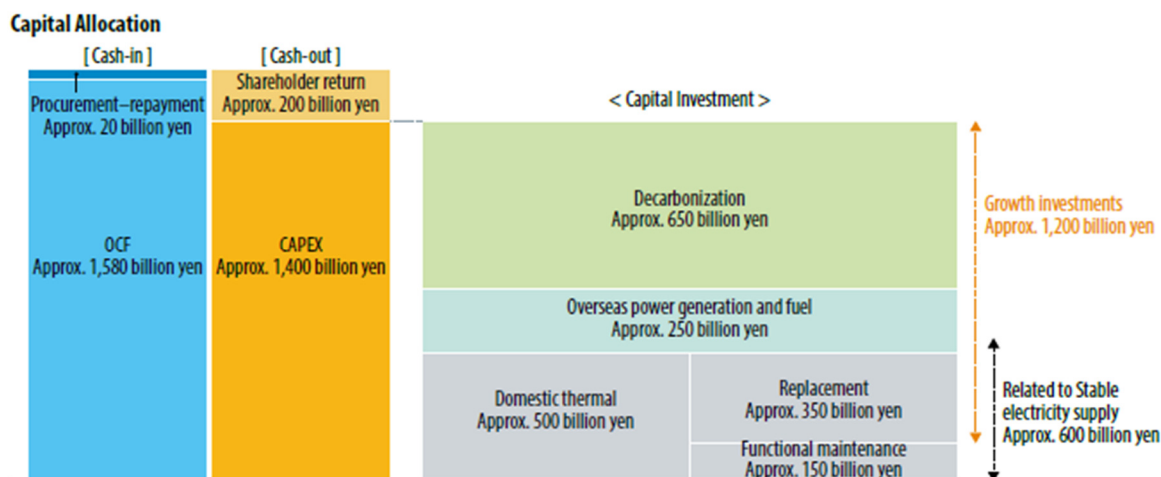 Capital Allocation
[ Cash-in ]
[ Cash-out ]
Procurement–repayment
Approx. 20 billion yen
Shareholder return
Approx. 200 billion yen
< Capital Investment >
OCF
Approx. 1,580 billion yen
CAPEX
Approx. 1,400 billion yen
Decarbonization
Approx. 650 billion yen
Growth investments
Approx. 1,200 billion yen
Overseas power generation and fuel
Approx. 250 billion yen
Domestic thermal
Approx. 500 billion yen
Replacement
Approx. 350 billion yen
Functional maintenance
Approx. 150 billion yen
Related to Stable
electricity supply
Approx. 600 billion yen